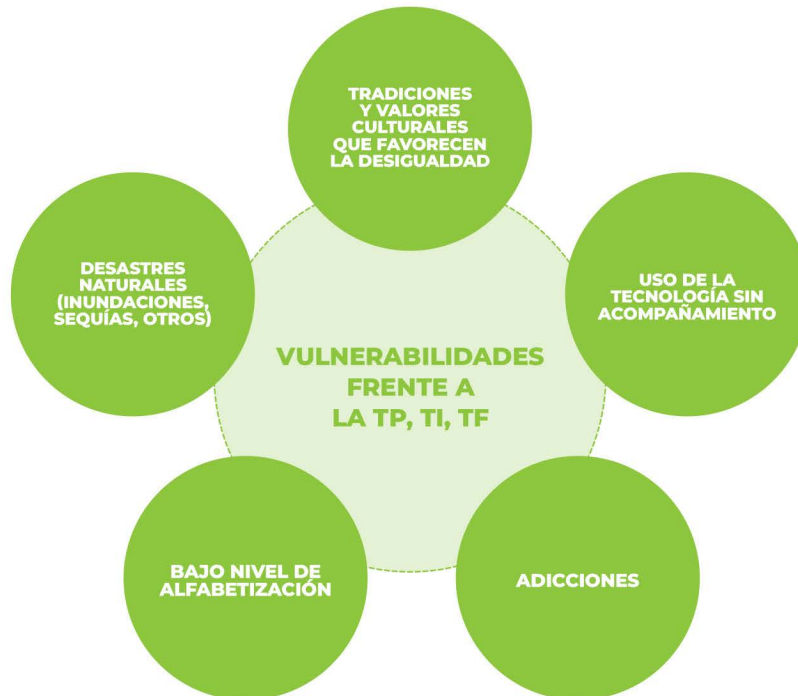 TRADICIONES
Y VALORES
CULTURALES
QUE FAVORECEN
LA DESIGUALDAD
DESASTRES
NATURALES
(INUNDACIONES,
SEQUÍAS, OTROS)
USO DE LA
TECNOLOGÍA SIN
ACOMPAÑAMIENTO
VULNERABILIDADES
FRENTE A
LA TP, TI, TF
BAJO NIVEL DE
ALFABETIZACIÓN
ADICCIONES